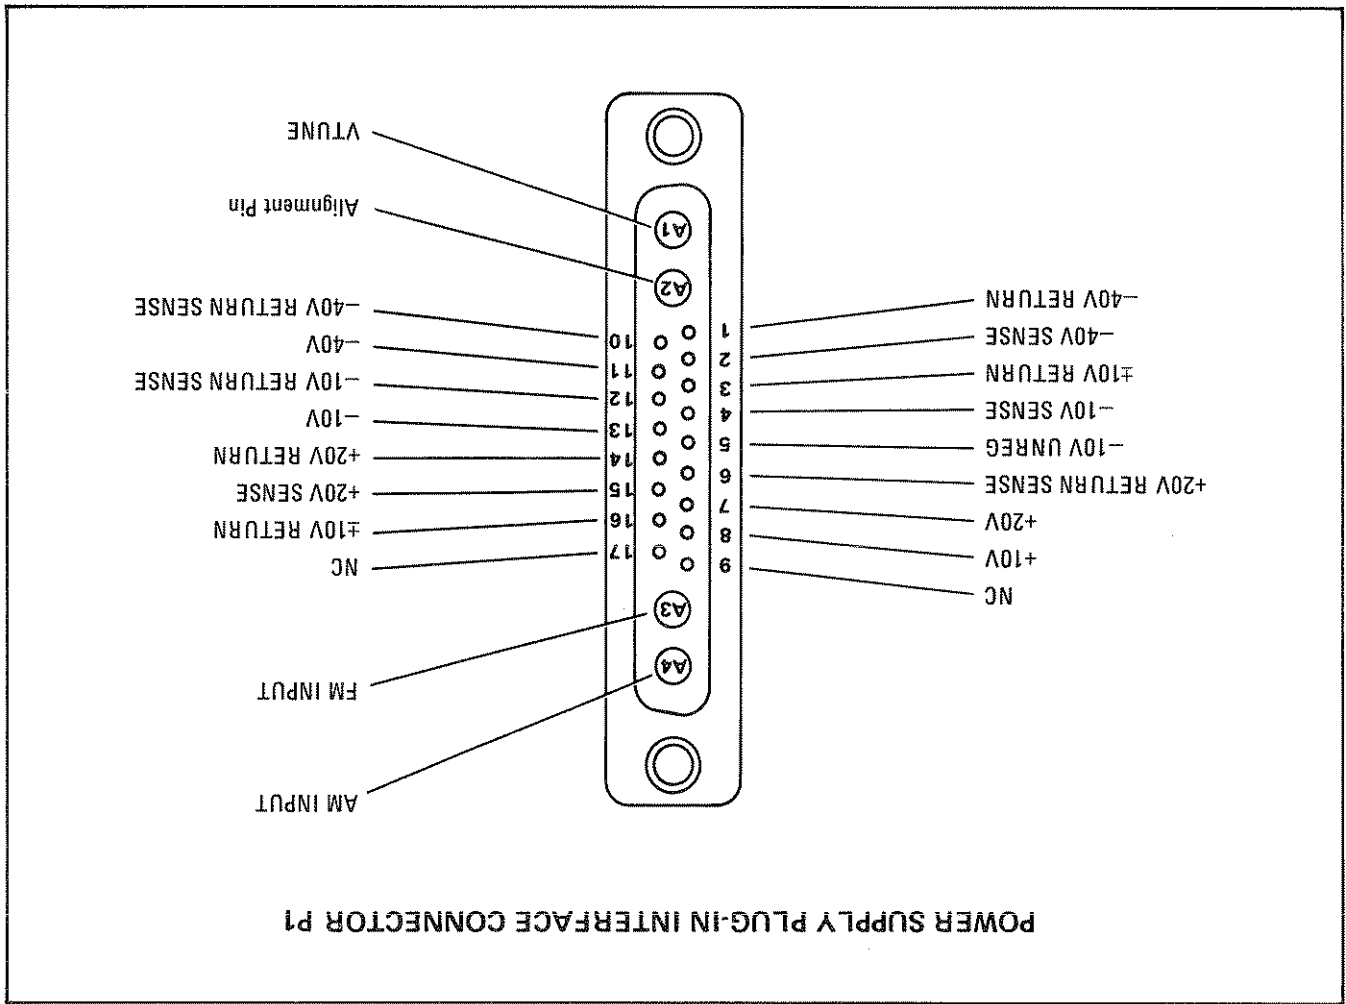 POWER SUPPLY PLUG-IN INTERFACE CONNECTOR P1
A4 AM INPUT
A3 FM INPUT
NC 9
+10V 8
+20V 7
+20V RETURN SENSE 6
−10V UNREG 5
−10V SENSE 4
±10V RETURN 3
−40V SENSE 2
−40V RETURN 1
17 NC
16 ±10V RETURN
15 +20V SENSE
14 +20V RETURN
13 −10V
12 −10V RETURN SENSE
11 −40V
10 −40V RETURN SENSE
A2 Alignment Pin
A1 VTUNE